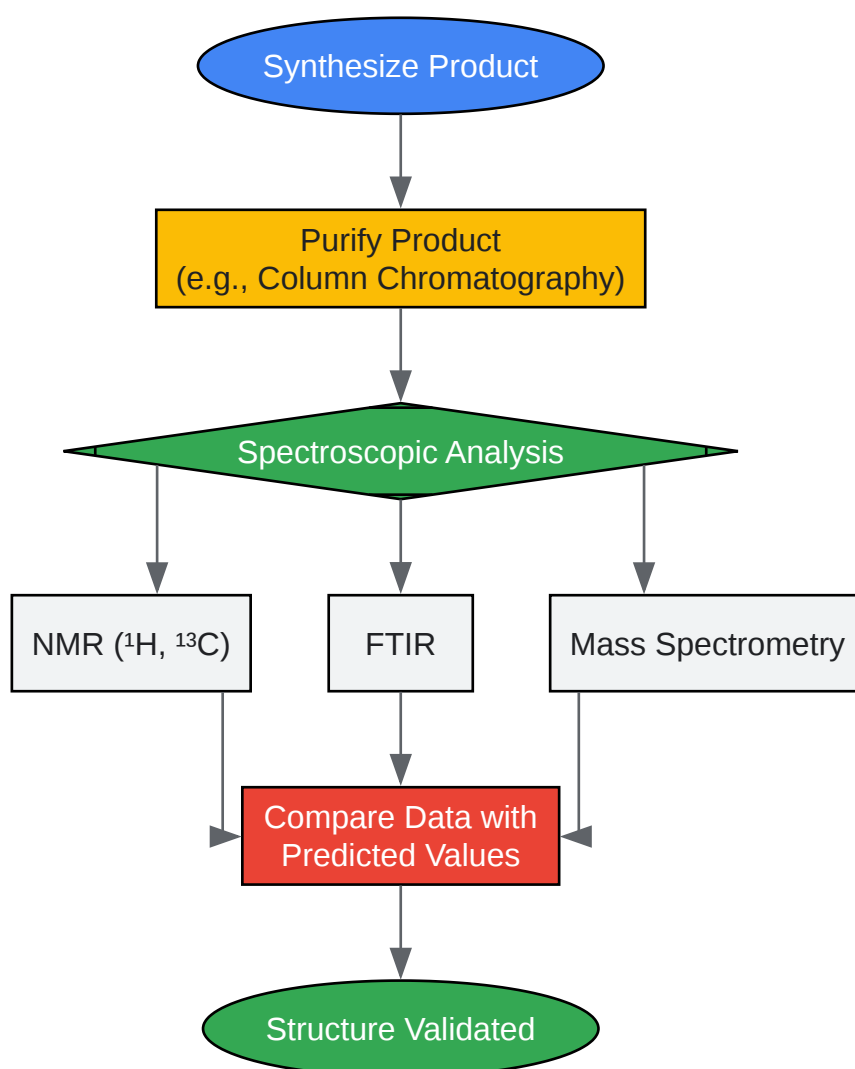 Synthesize Product
Purify Product
(e.g., Column Chromatography)
Spectroscopic Analysis
NMR (¹H, ¹³C)
FTIR
Mass Spectrometry
Compare Data with
Predicted Values
Structure Validated